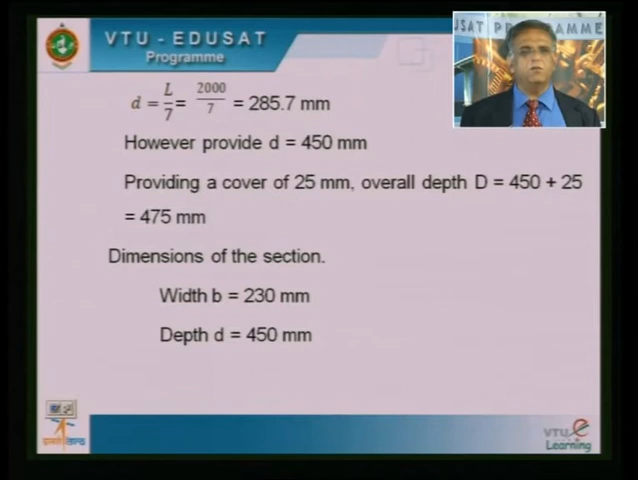 VTU - EDUSAT
Programme
USAT PROGRAMME
d = L/7 = 2000/7 = 285.7 mm
However provide d = 450 mm
Providing a cover of 25 mm, overall depth D = 450 + 25
= 475 mm
Dimensions of the section.
Width b = 230 mm
Depth d = 450 mm
VTU e
Learning